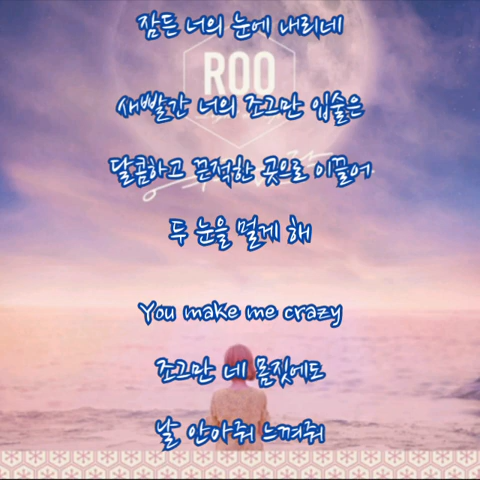 잠든 너의 눈에 내리네
ROO
새빨간 너의 조그만 입술은
달콤하고 끈적한 곳으로 이끌어
두 눈을 멀게 해
You make me crazy
조그만 네 몸짓에도
날 안아줘 느껴줘